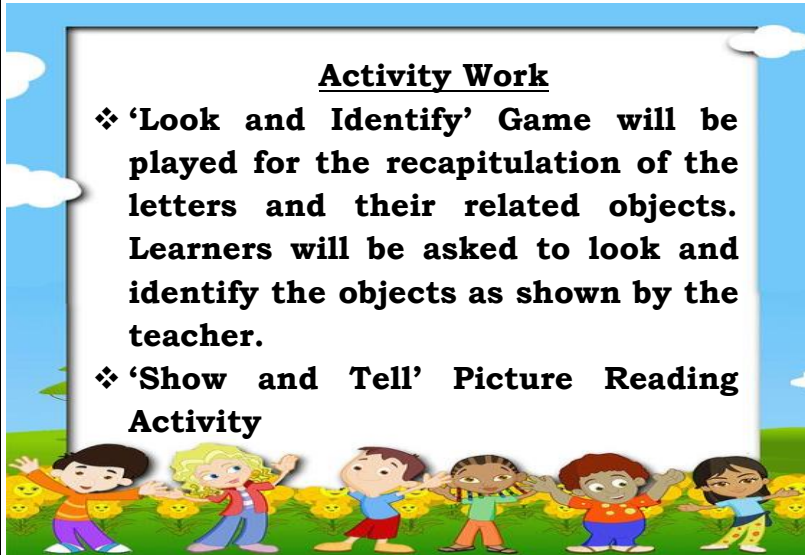 Activity Work
❖ ‘Look and Identify’ Game will be
played for the recapitulation of the
letters and their related objects.
Learners will be asked to look and
identify the objects as shown by the
teacher.
❖ ‘Show and Tell’ Picture Reading
Activity